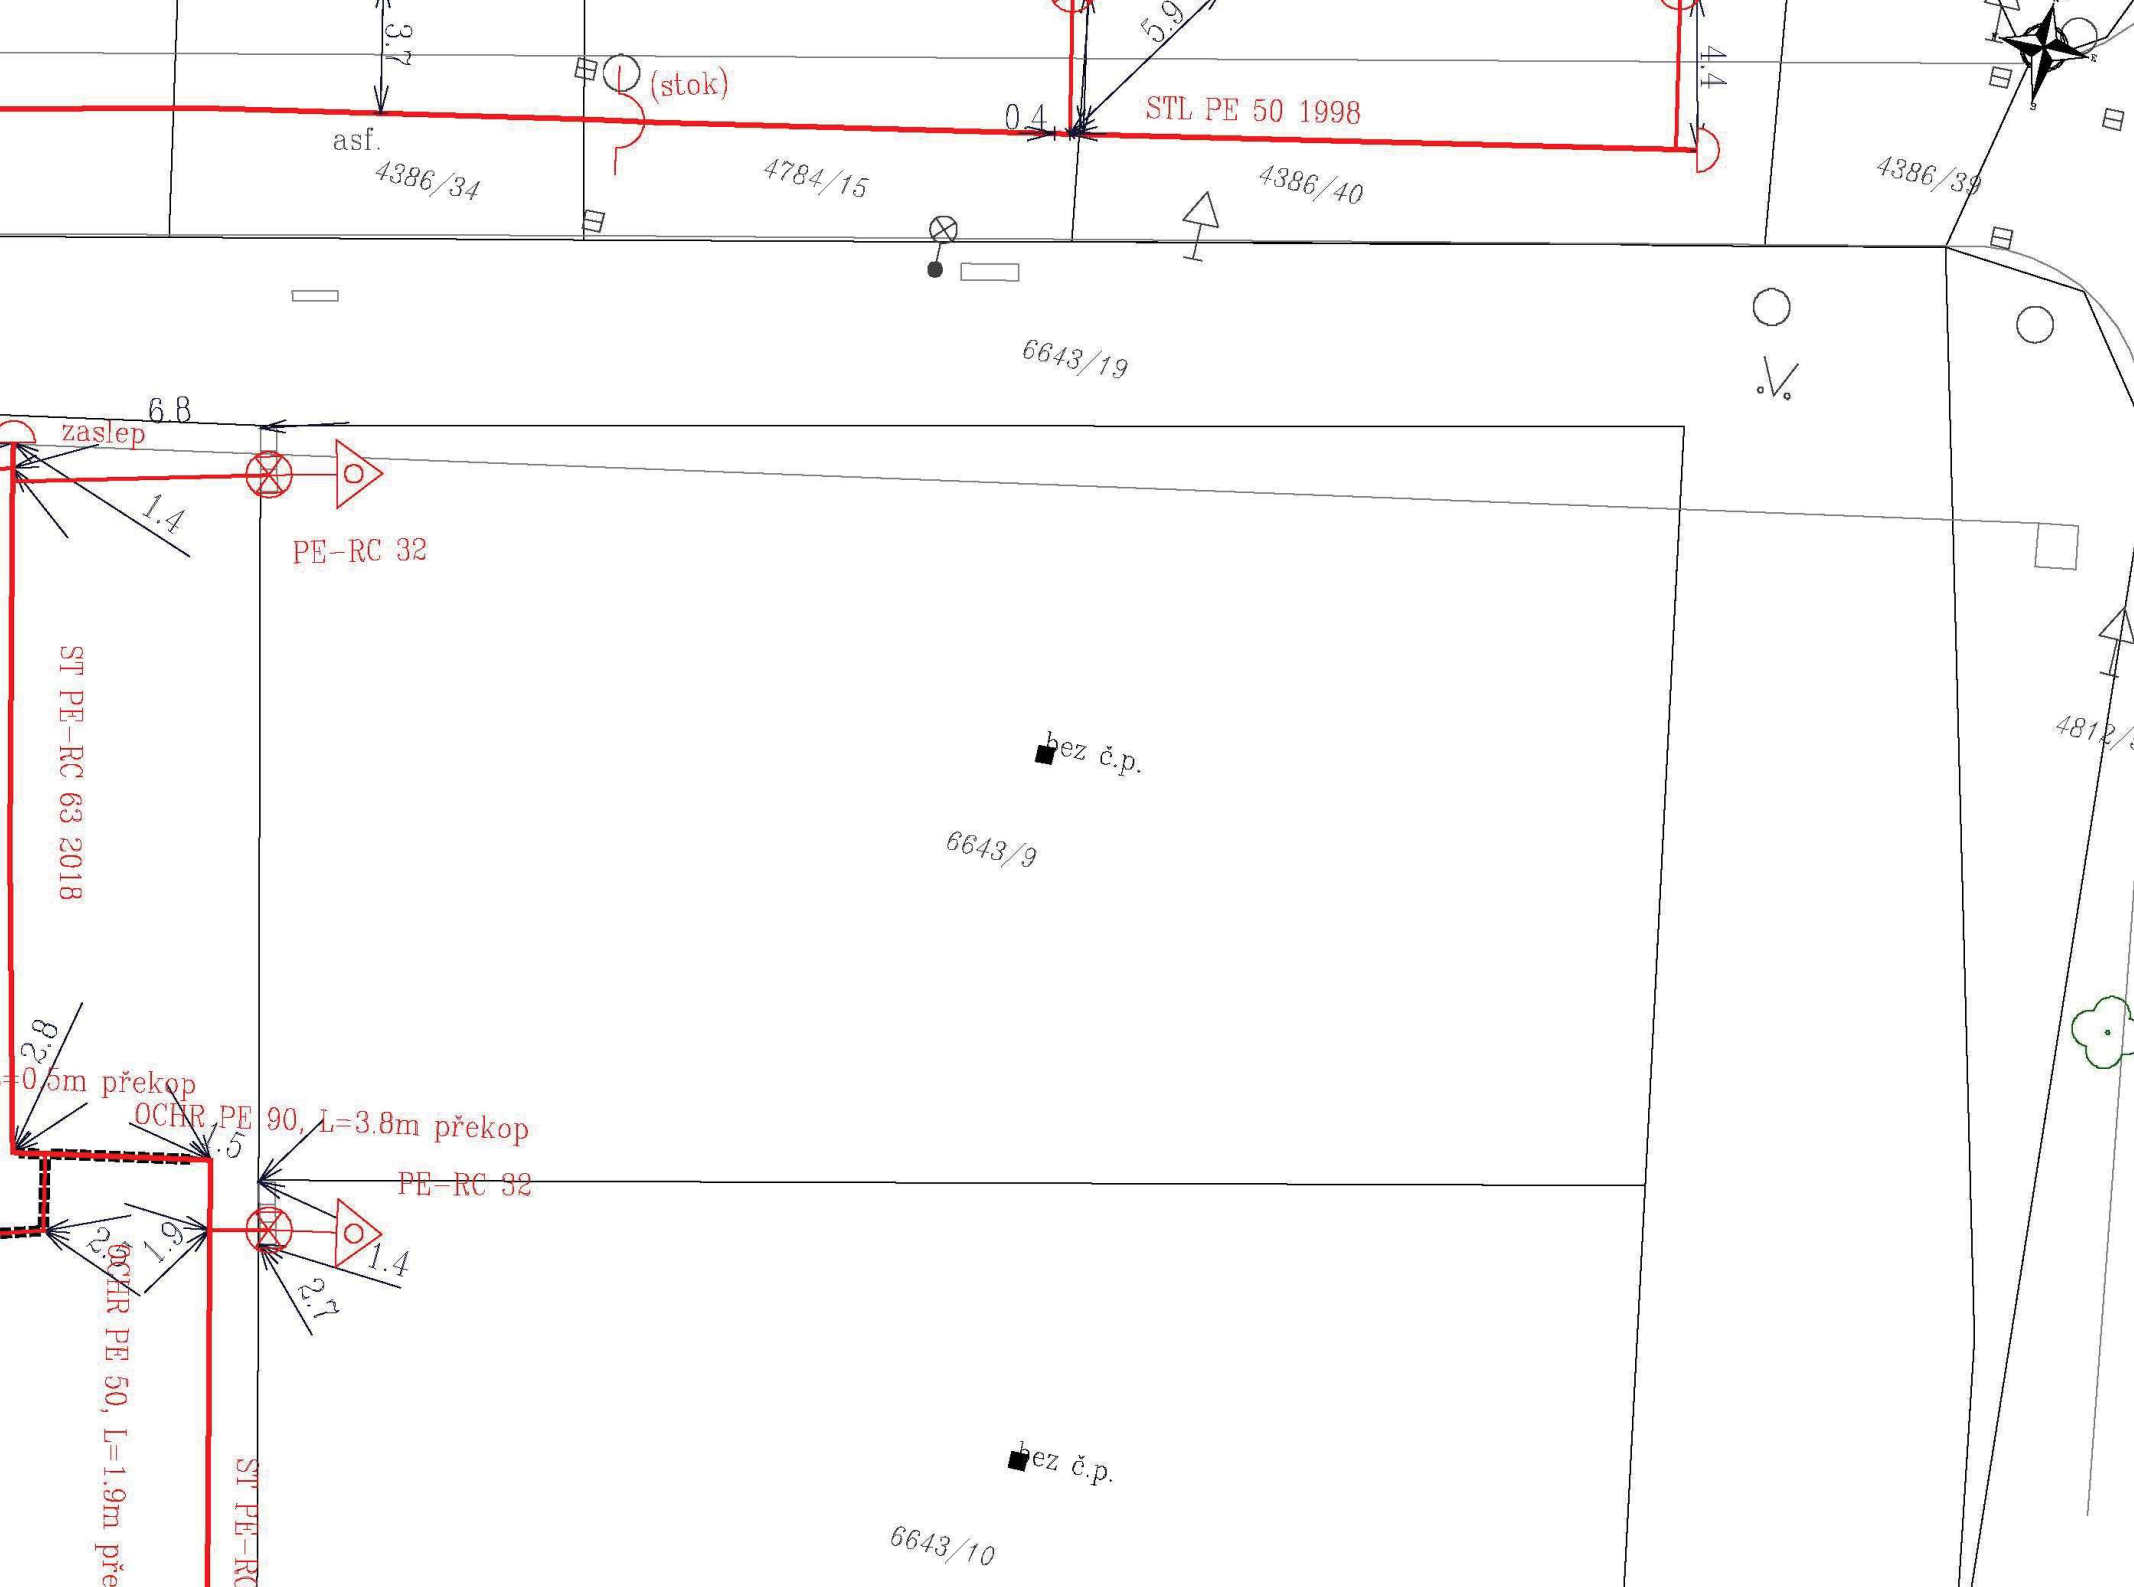 3.7
5.9
4.4
(stok)
0.4
STL PE 50 1998
asf.
4386/34
4784/15
4386/40
4386/39
6643/19
6.8
zaslep
1.4
PE-RC 32
ST PE-RC 63 2018
bez č.p.
4812/
6643/9
2.8
=0.5m překop
OCHR PE 90, L=3.8m překop
.5
PE-RC 32
1.9
1.4
2.7
OCHR PE 50, L=1.9m pře
bez č.p.
ST PE-RC
6643/10